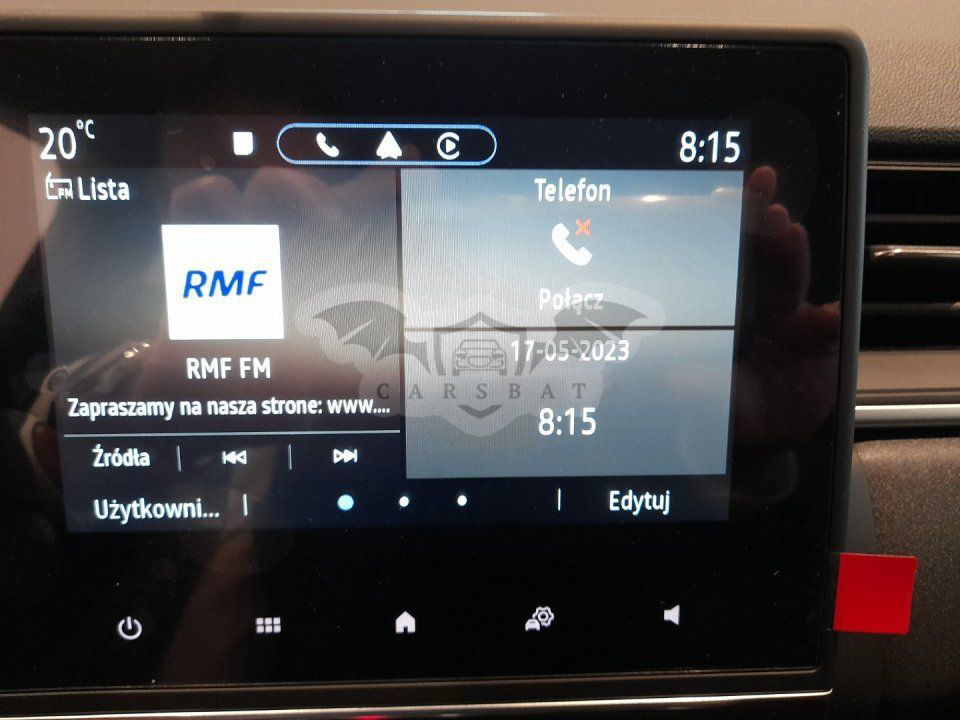 20°C
8:15
FM Lista
Telefon
RMF
Połącz
RMF FM
17-05-2023
CARSBAT
Zapraszamy na nasza strone: www....
8:15
Źródła
Użytkowni...
Edytuj